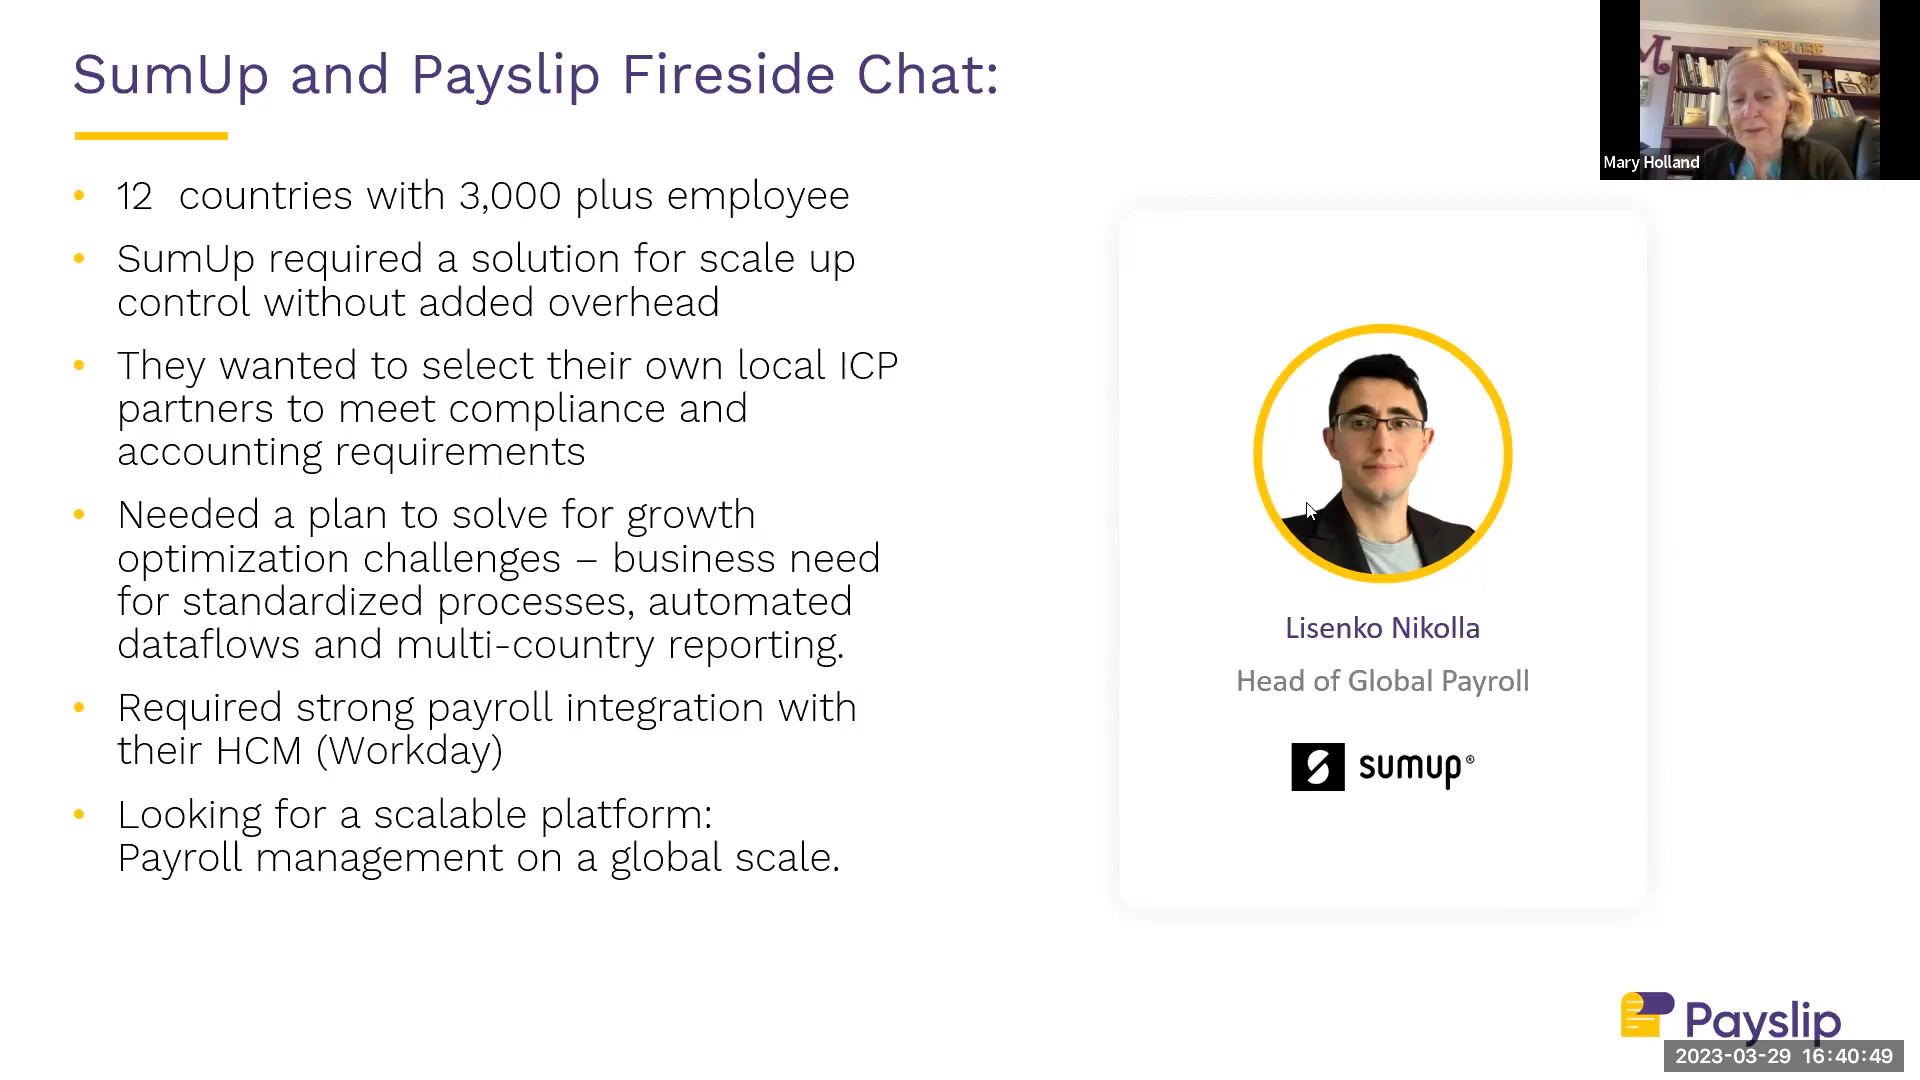 SumUp and Payslip Fireside Chat:
• 12  countries with 3,000 plus employee
• SumUp required a solution for scale up
control without added overhead
• They wanted to select their own local ICP
partners to meet compliance and
accounting requirements
• Needed a plan to solve for growth
optimization challenges – business need
for standardized processes, automated
dataflows and multi-country reporting.
• Required strong payroll integration with
their HCM (Workday)
• Looking for a scalable platform:
Payroll management on a global scale.
Mary Holland
Lisenko Nikolla
Head of Global Payroll
sumup®
Payslip
2023-03-29 16:40:49